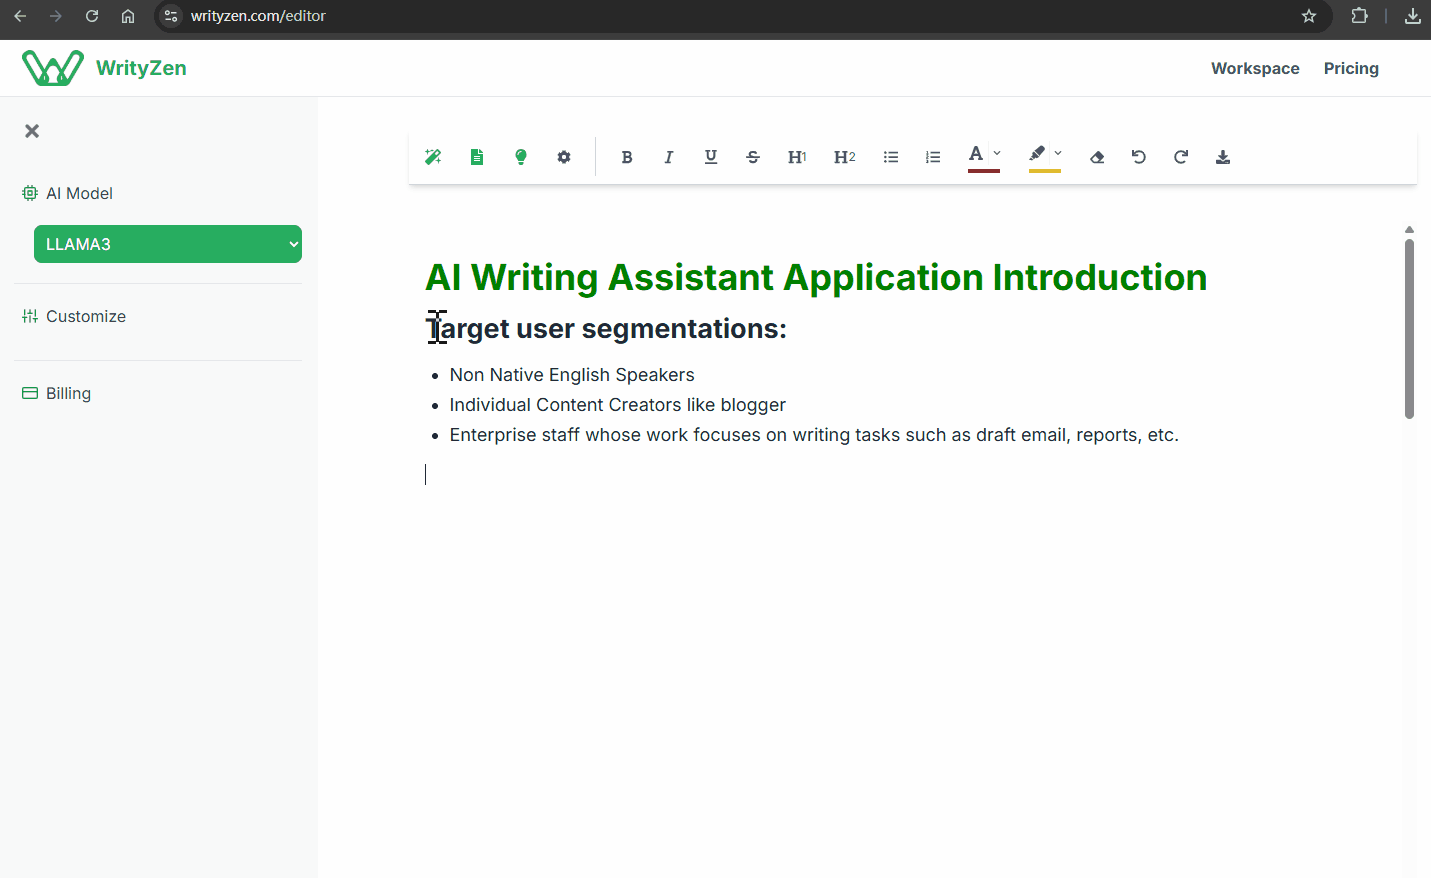 writyzen.com/editor
WrityZen
Workspace
Pricing
AI Model
LLAMA3
Customize
Billing
B I U S H1 H2 A
AI Writing Assistant Application Introduction
Target user segmentations:
Non Native English Speakers
Individual Content Creators like blogger
Enterprise staff whose work focuses on writing tasks such as draft email, reports, etc.